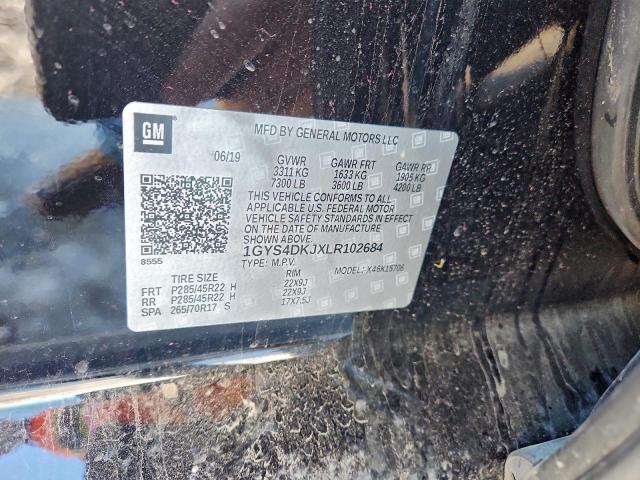 GM
MFD BY GENERAL MOTORS LLC
06/19 GVWR GAWR FRT GAWR RR
3311 KG 1633 KG 1905 KG
7300 LB 3600 LB 4200 LB
THIS VEHICLE CONFORMS TO ALL
APPLICABLE U.S. FEDERAL MOTOR
VEHICLE SAFETY STANDARDS IN EFFECT
ON THE DATE OF MANUFACTURE
SHOWN ABOVE.
1GYS4DKJXLR102684
8555 TYPE: M.P.V. MODEL: X46K15706
TIRE SIZE RIM
FRT P285/45R22 H 22X9J
RR P285/45R22 H 22X9J
SPA 265/70R17 S 17X7.5J